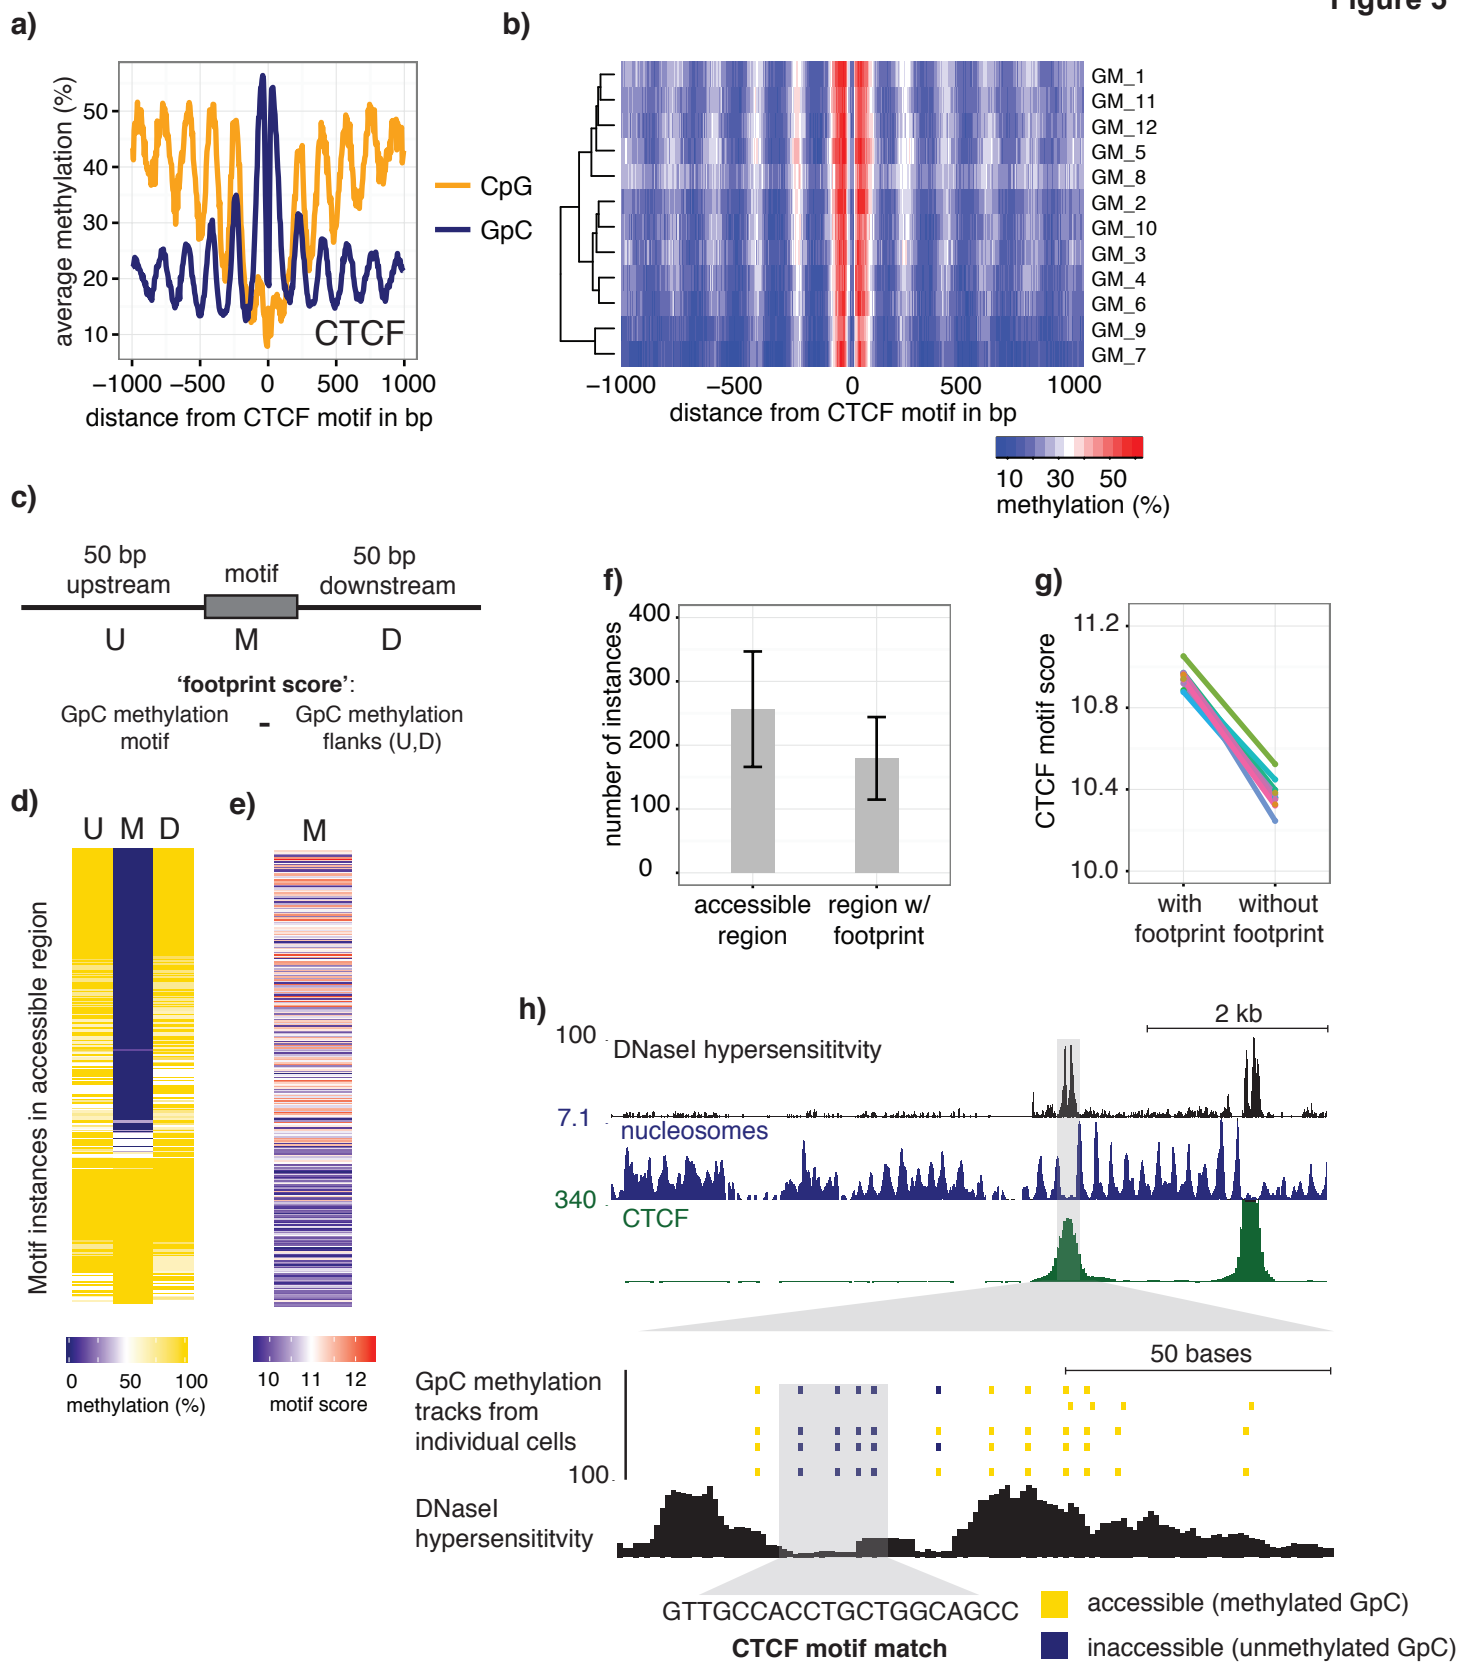 Figure 5
a)
average methylation (%)
50
40
30
20
10
CTCF
−1000
−500
0
500
1000
distance from CTCF motif in bp
CpG
GpC
b)
GM_1
GM_11
GM_12
GM_5
GM_8
GM_2
GM_10
GM_3
GM_4
GM_6
GM_9
GM_7
−1000
−500
0
500
1000
distance from CTCF motif in bp
10
30
50
methylation (%)
c)
50 bp
upstream
motif
50 bp
downstream
U
M
D
‘footprint score’:
GpC methylation
motif
-
GpC methylation
flanks (U,D)
d)
U M D
Motif instances in accessible region
0
50
100
methylation (%)
e)
M
10
11
12
motif score
f)
number of instances
400
300
200
100
0
accessible
region
region w/
footprint
g)
CTCF motif score
11.2
10.8
10.4
10.0
with
footprint
without
footprint
h)
2 kb
100
DNaseI hypersensititvity
7.1
nucleosomes
340
CTCF
50 bases
GpC methylation
tracks from
individual cells
100
DNaseI
hypersensititvity
GTTGCCACCTGCTGGCAGCC
CTCF motif match
accessible (methylated GpC)
inaccessible (unmethylated GpC)